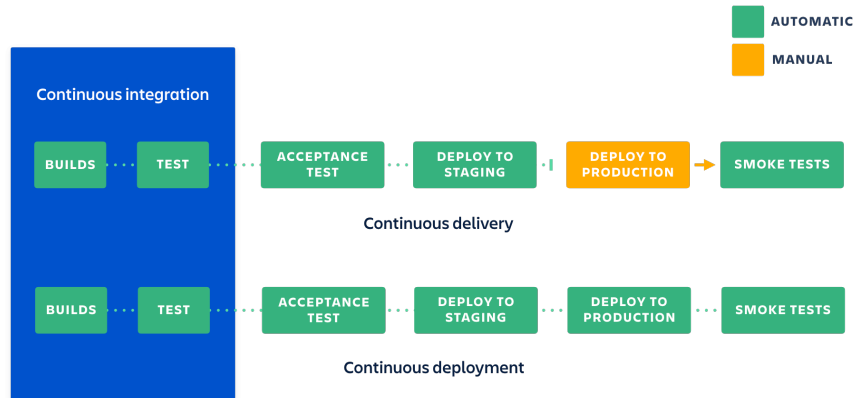 AUTOMATIC
MANUAL
Continuous integration
BUILDS
TEST
ACCEPTANCE
TEST
DEPLOY TO
STAGING
DEPLOY TO
PRODUCTION
SMOKE TESTS
Continuous delivery
BUILDS
TEST
ACCEPTANCE
TEST
DEPLOY TO
STAGING
DEPLOY TO
PRODUCTION
SMOKE TESTS
Continuous deployment